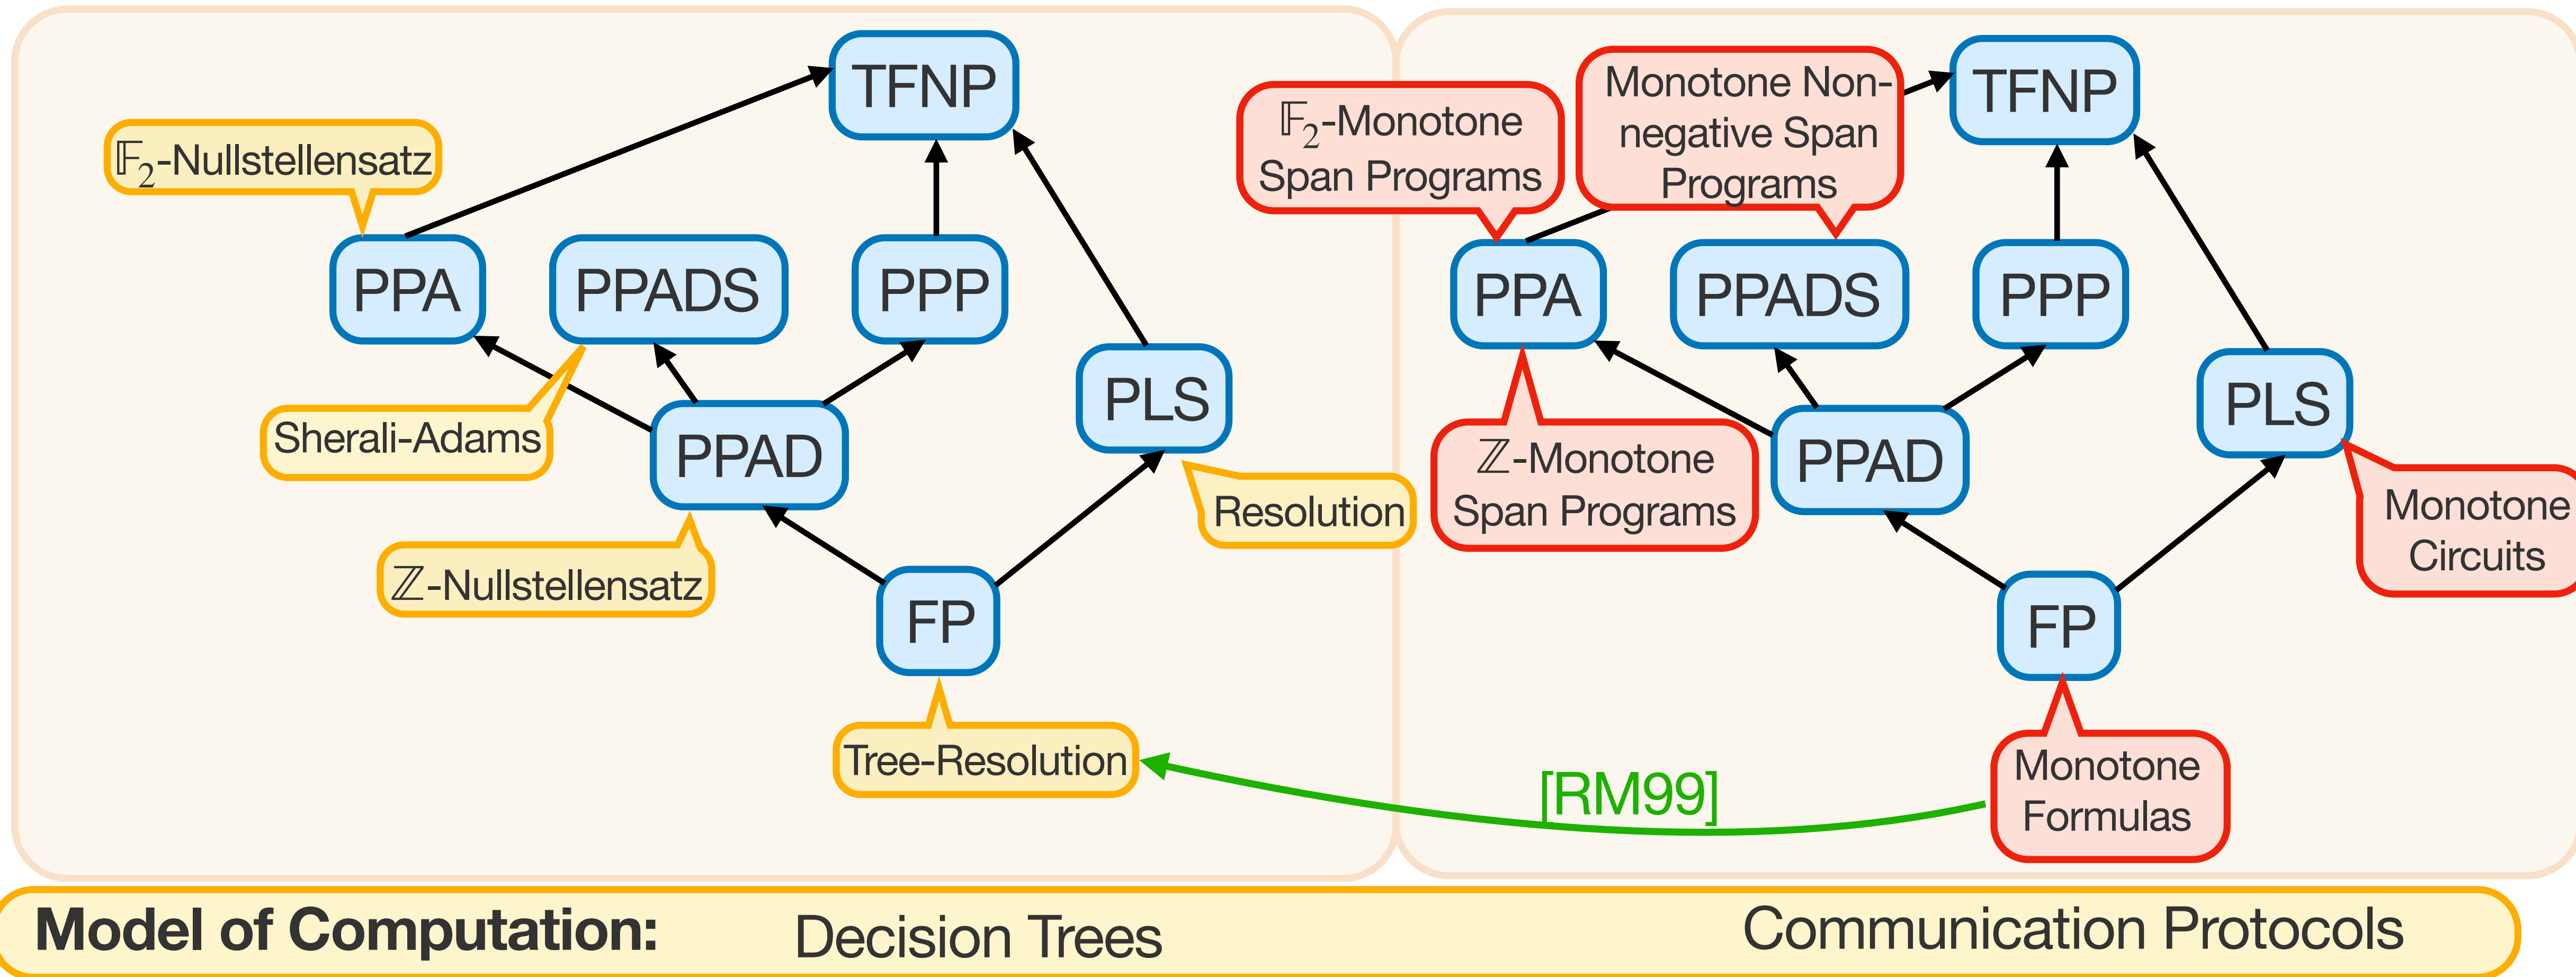 TFNP
𝔽₂-Nullstellensatz
PPA
PPADS
PPP
PLS
Sherali-Adams
PPAD
Resolution
ℤ-Nullstellensatz
FP
Tree-Resolution
𝔽₂-Monotone
Span Programs
Monotone Non-
negative Span
Programs
TFNP
PPA
PPADS
PPP
PLS
ℤ-Monotone
Span Programs
PPAD
Monotone
Circuits
FP
[RM99]
Monotone
Formulas
Model of Computation: Decision Trees Communication Protocols